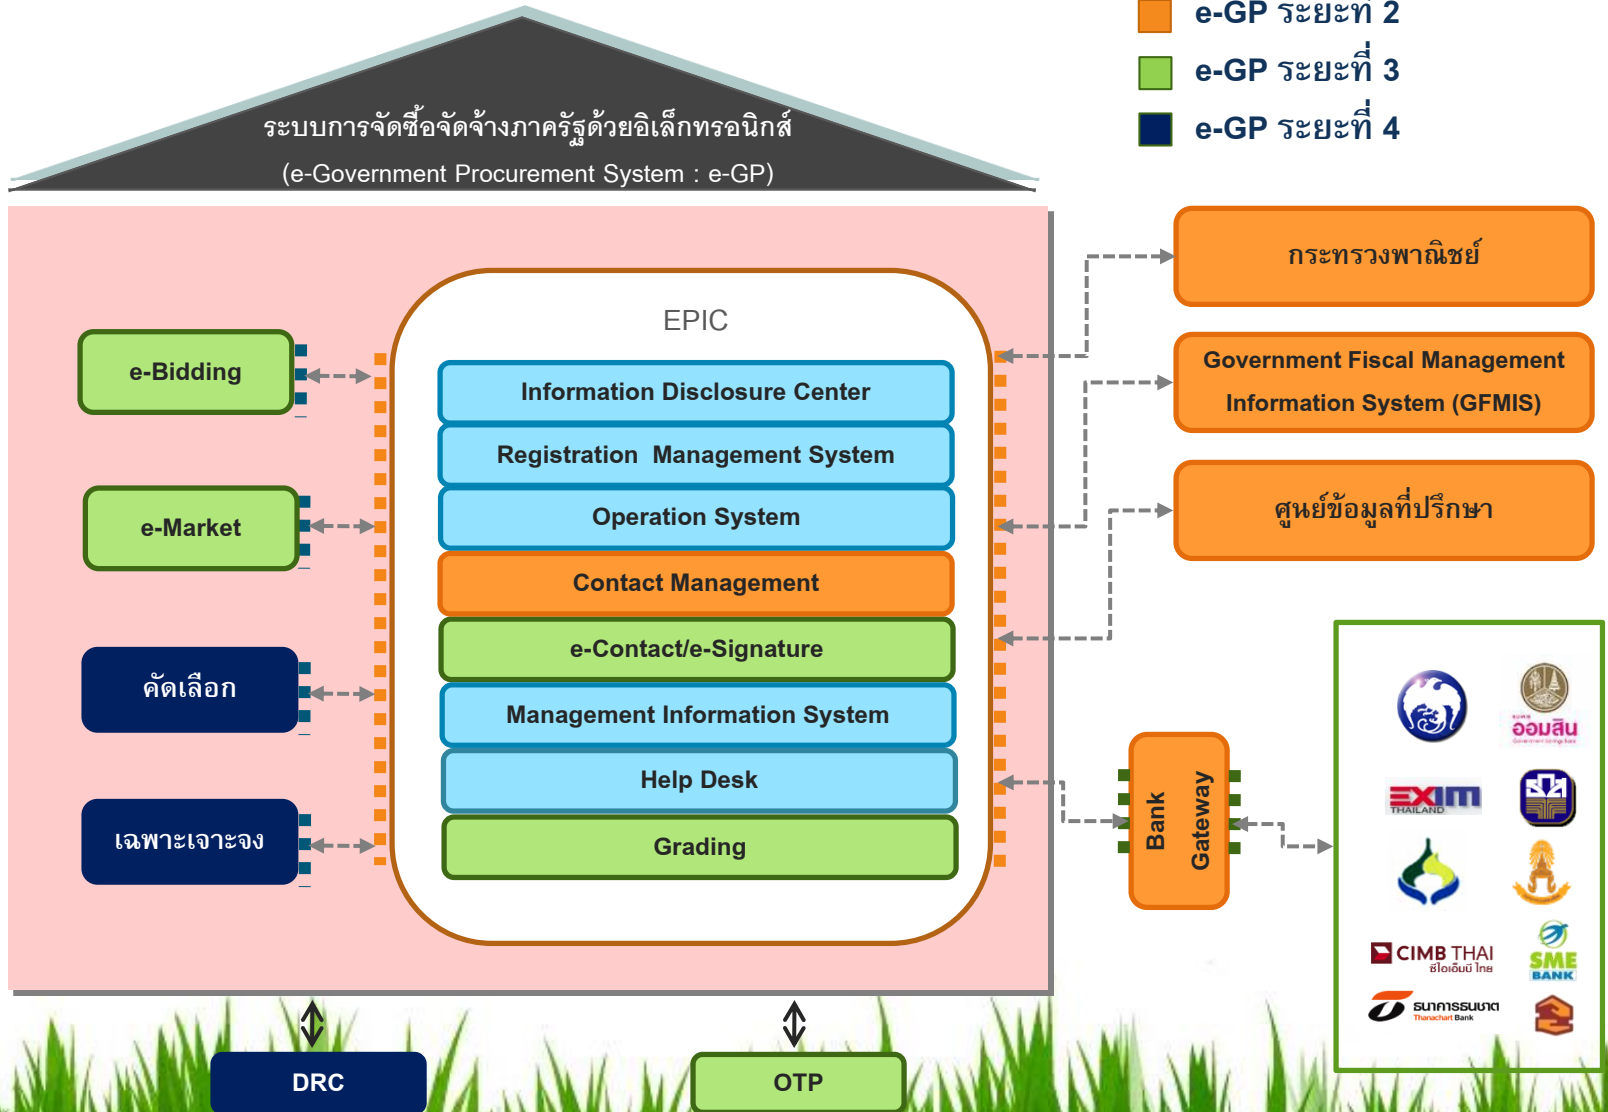 e-GP ระยะที่ 2
e-GP ระยะที่ 3
e-GP ระยะที่ 4
ระบบการจัดซื้อจัดจ้างภาครัฐด้วยอิเล็กทรอนิกส์
(e-Government Procurement System : e-GP)
EPIC
e-Bidding
e-Market
คัดเลือก
เฉพาะเจาะจง
Information Disclosure Center
Registration Management System
Operation System
Contact Management
e-Contact/e-Signature
Management Information System
Help Desk
Grading
กระทรวงพาณิชย์
Government Fiscal Management
Information System (GFMIS)
ศูนย์ข้อมูลที่ปรึกษา
Bank
Gateway
ออมสิน
EXIM
THAILAND
ธกส
CIMB THAI
ซีไอเอ็มบี ไทย
SME
BANK
ธนาคารธนชาต
Thanachart Bank
DRC
OTP